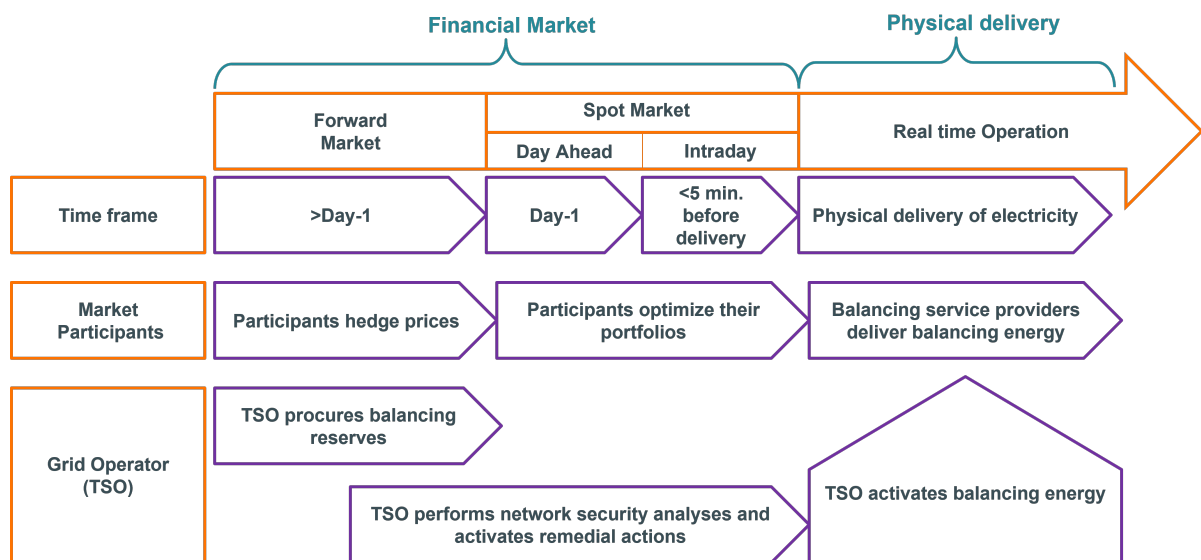 Financial Market
Physical delivery
Forward
Market
Spot Market
Day Ahead
Intraday
Real time Operation
Time frame
>Day-1
Day-1
<5 min.
before
delivery
Physical delivery of electricity
Market
Participants
Participants hedge prices
Participants optimize their
portfolios
Balancing service providers
deliver balancing energy
Grid Operator
(TSO)
TSO procures balancing
reserves
TSO performs network security analyses and
activates remedial actions
TSO activates balancing energy